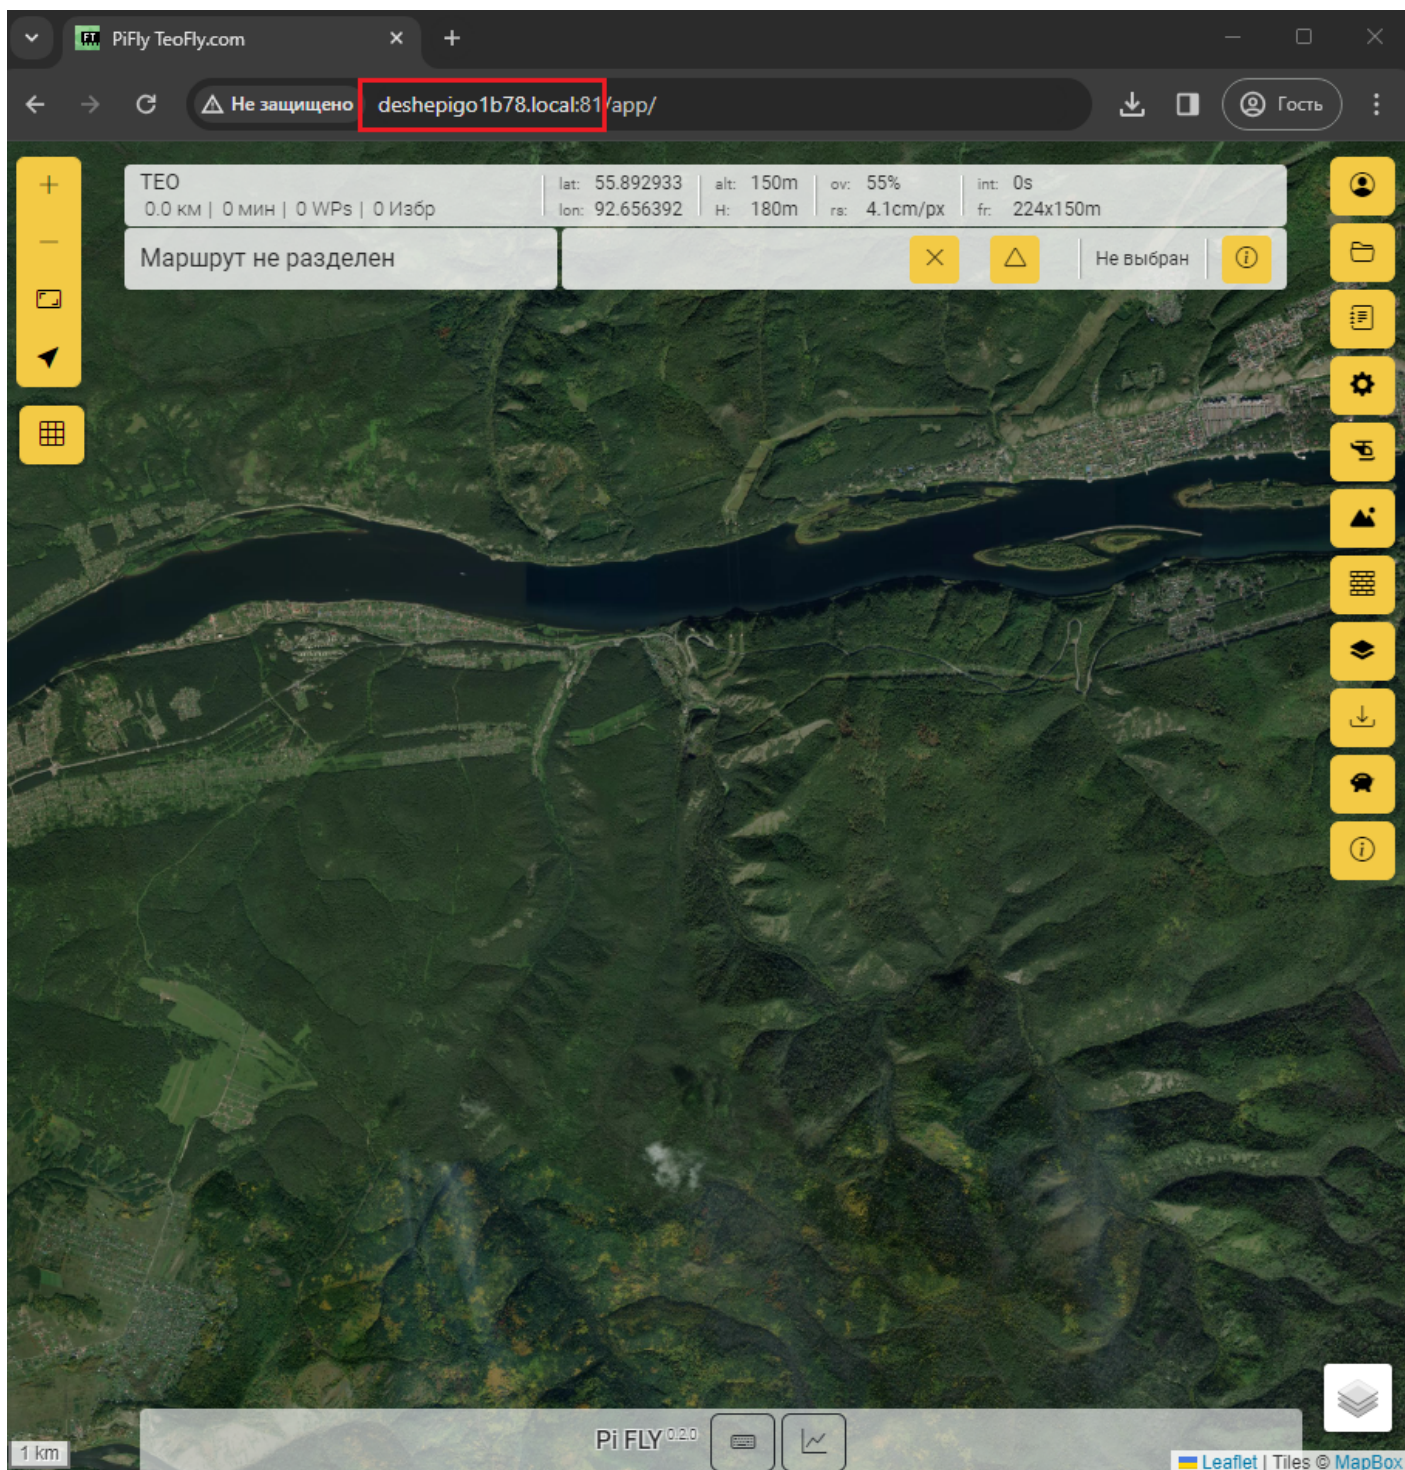 PiFly TeoFly.com
Не защищено deshepigo1b78.local:81/app/ Гость
ТЕО lat: 55.892933 alt: 150m ov: 55% int: 0s
0.0 км | 0 мин | 0 WPs | 0 Избр lon: 92.656392 H: 180m rs: 4.1cm/px fr: 224x150m
Маршрут не разделен Не выбран
Pi FLY 0.2.0
1 km
Leaflet | Tiles © MapBox